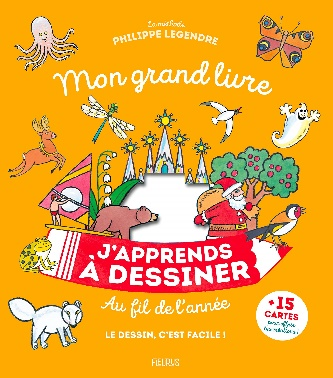 La méthode
PHILIPPE LEGENDRE
Mon grand livre
J'APPRENDS
À DESSINER
Au fil de l'année
LE DESSIN, C'EST FACILE !
+15
CARTES
FLEURUS